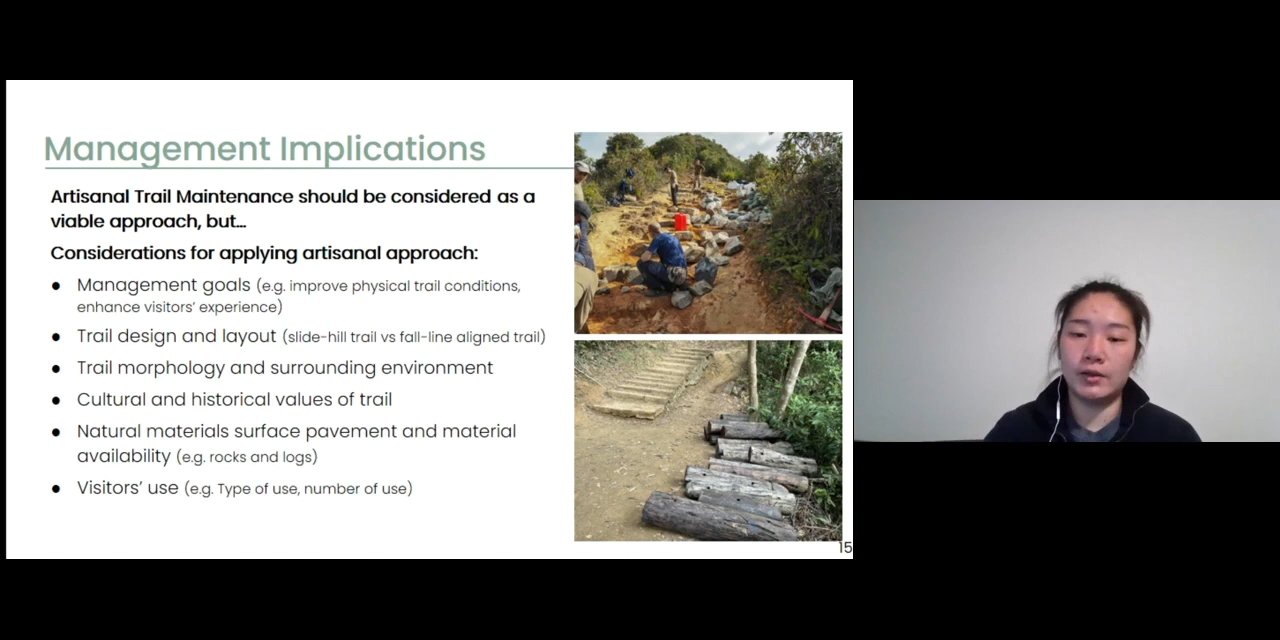 Management Implications
Artisanal Trail Maintenance should be considered as a
viable approach, but...
Considerations for applying artisanal approach:
● Management goals (e.g. improve physical trail conditions,
enhance visitors' experience)
● Trail design and layout (slide-hill trail vs fall-line aligned trail)
● Trail morphology and surrounding environment
● Cultural and historical values of trail
● Natural materials surface pavement and material
availability (e.g. rocks and logs)
● Visitors' use (e.g. Type of use, number of use)
15